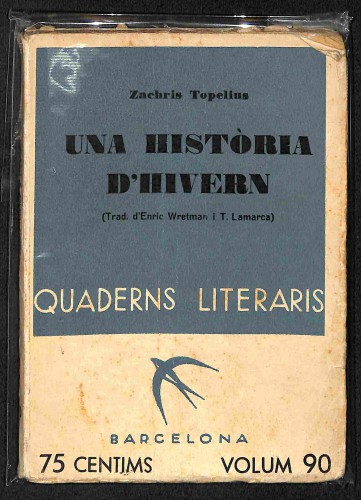 Zachris Topelius
UNA HISTÒRIA
D'HIVERN
(Trad. d'Enric Wretman i T. Lamarca)
QUADERNS LITERARIS
BARCELONA
75 CENTIMS VOLUM 90